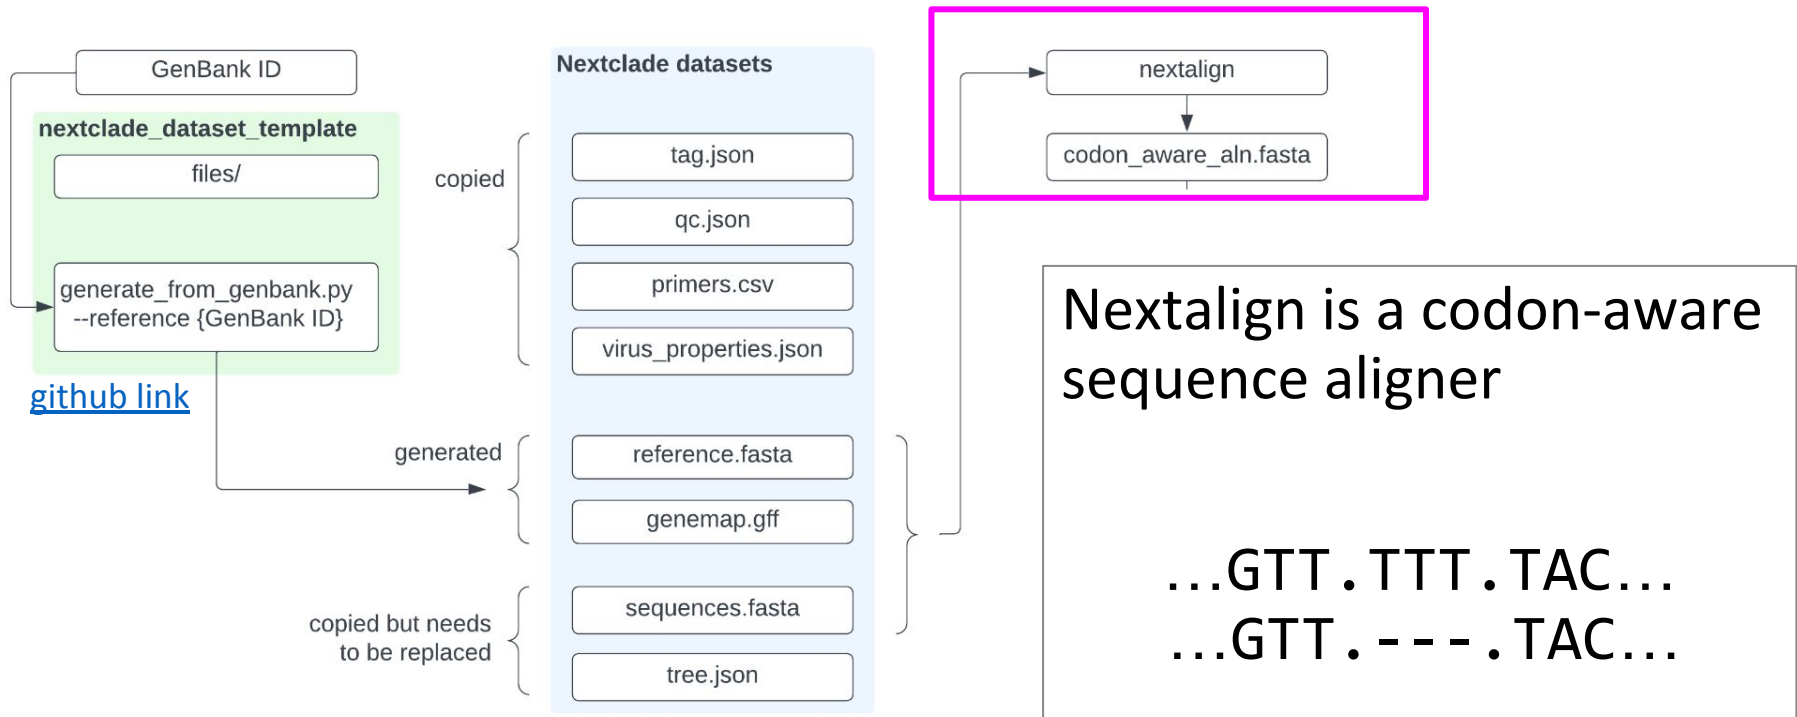 GenBank ID
nextclade_dataset_template
files/
generate_from_genbank.py
--reference {GenBank ID}
github link
copied
generated
copied but needs
to be replaced
Nextclade datasets
tag.json
qc.json
primers.csv
virus_properties.json
reference.fasta
genemap.gff
sequences.fasta
tree.json
nextalign
codon_aware_aln.fasta
Nextalign is a codon-aware
sequence aligner
...GTT.TTT.TAC...
...GTT.---.TAC...